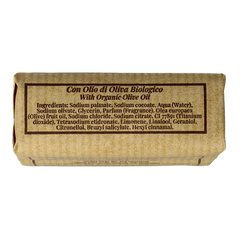 Con Olio di Oliva Biologico
With Organic Olive Oil
Ingredients: Sodium palmate, Sodium cocoate, Aqua (Water),
Sodium olivate, Glycerin, Parfum (Fragrance), Olea europaea
(Olive) fruit oil, Sodium chloride, Sodium citrate, CI 77891 (Titanium
dioxide), Tetrasodium etidronate, Limonene, Linalool, Geraniol,
Citronellol, Benzyl salicylate, Hexyl cinnamal.